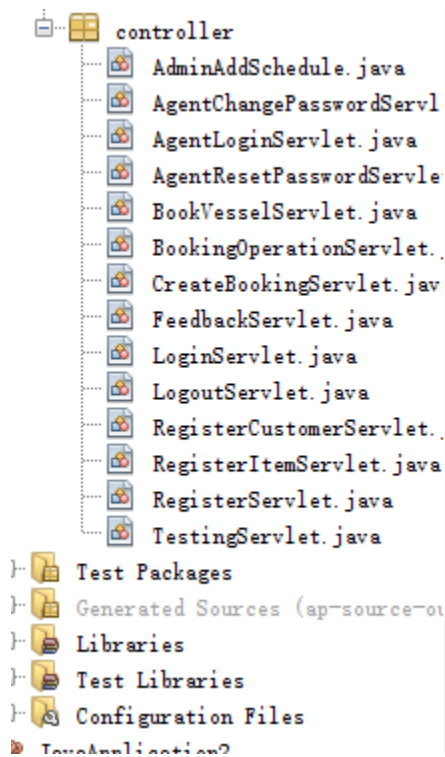 controller
AdminAddSchedule.java
AgentChangePasswordServl
AgentLoginServlet.java
AgentResetPasswordServle
BookVesselServlet.java
BookingOperationServlet.
CreateBookingServlet.jav
FeedbackServlet.java
LoginServlet.java
LogoutServlet.java
RegisterCustomerServlet.
RegisterItemServlet.java
RegisterServlet.java
TestingServlet.java
Test Packages
Generated Sources (ap-source-ou
Libraries
Test Libraries
Configuration Files
JavaApplication2